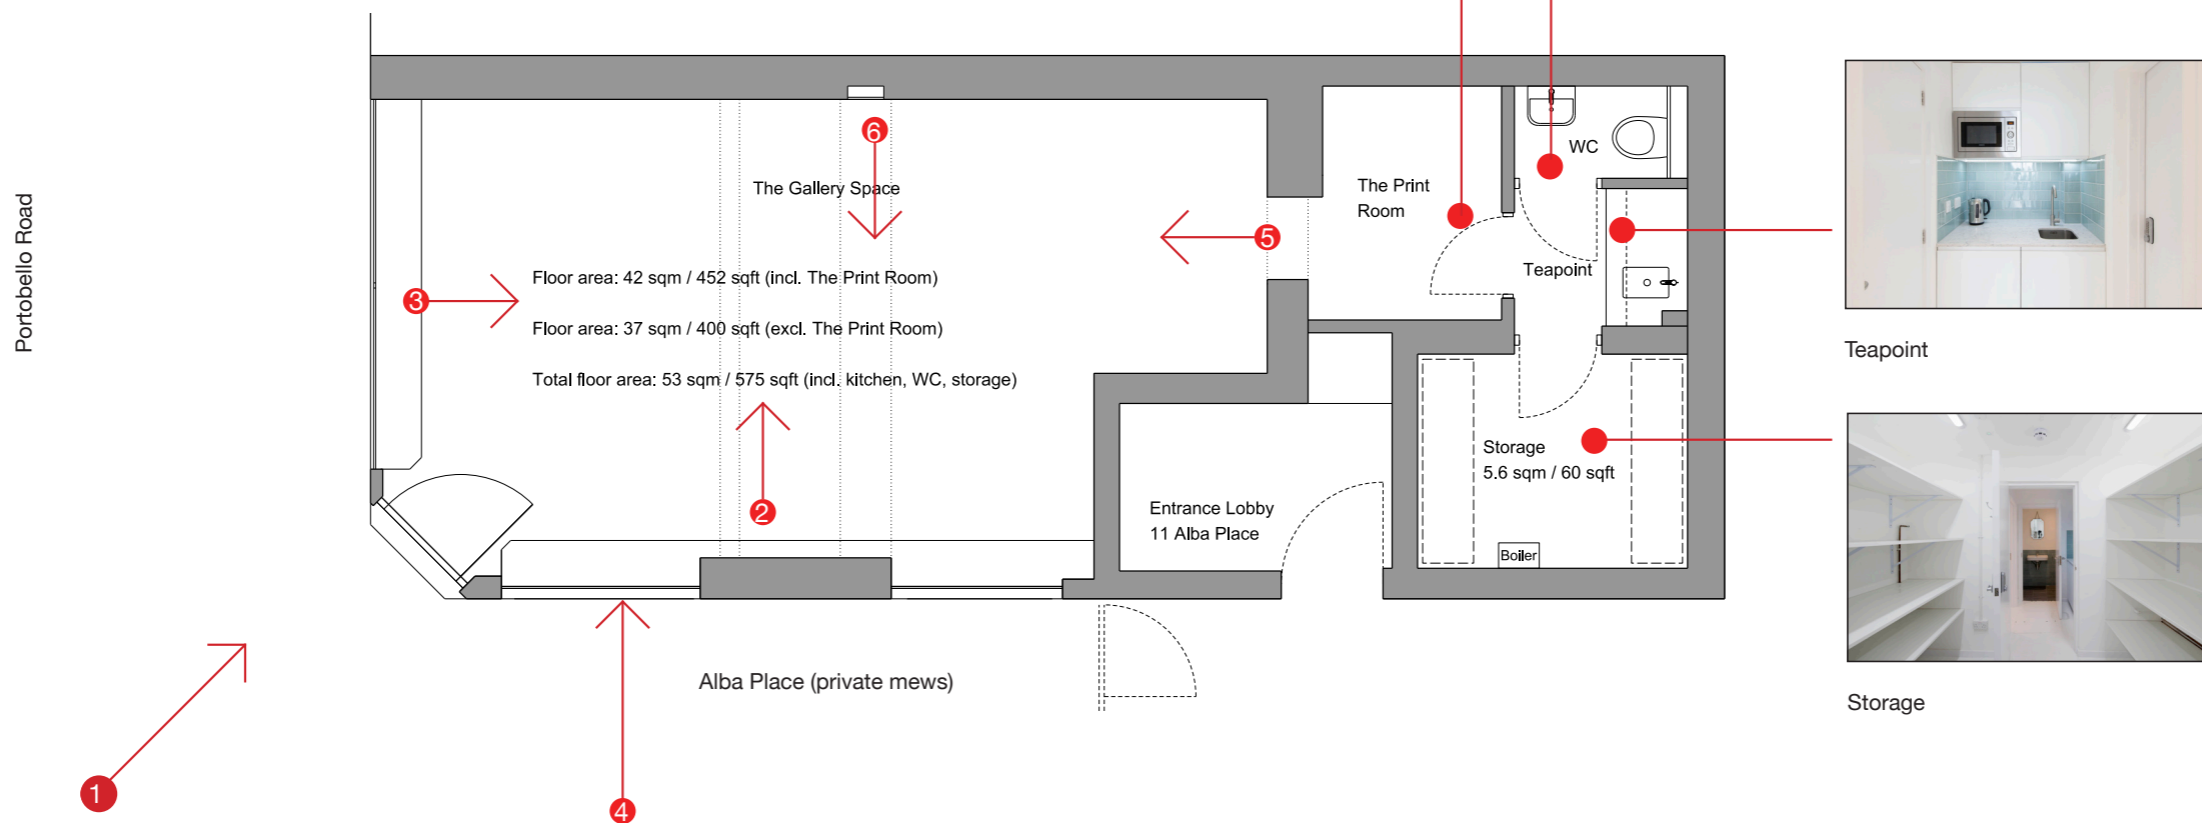 Portobello Road
6
The Gallery Space
5
3
Floor area: 42 sqm / 452 sqft (incl. The Print Room)
Floor area: 37 sqm / 400 sqft (excl. The Print Room)
Total floor area: 53 sqm / 575 sqft (incl. kitchen, WC, storage)
2
The Print
Room
WC
Teapoint
Storage
5.6 sqm / 60 sqft
Boiler
Entrance Lobby
11 Alba Place
Alba Place (private mews)
1
4
Teapoint
Storage